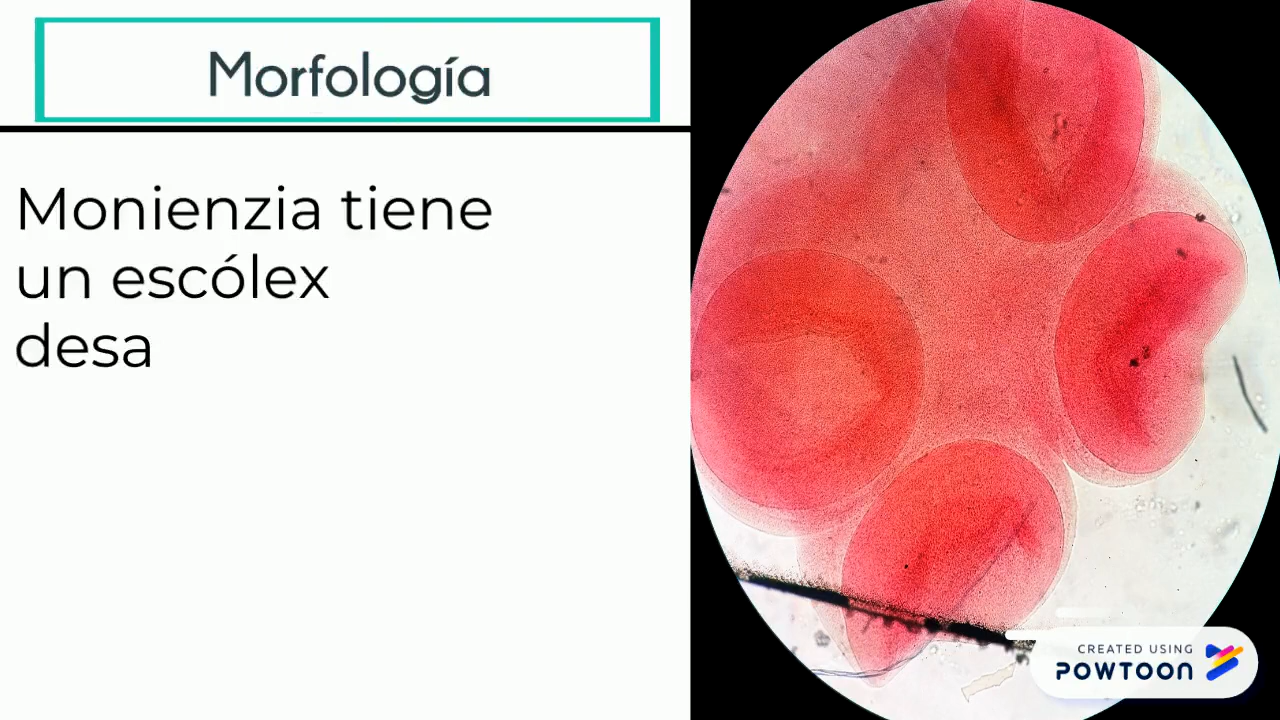 Morfología
Monienzia tiene
un escólex
desa
CREATED USING
POWTOON